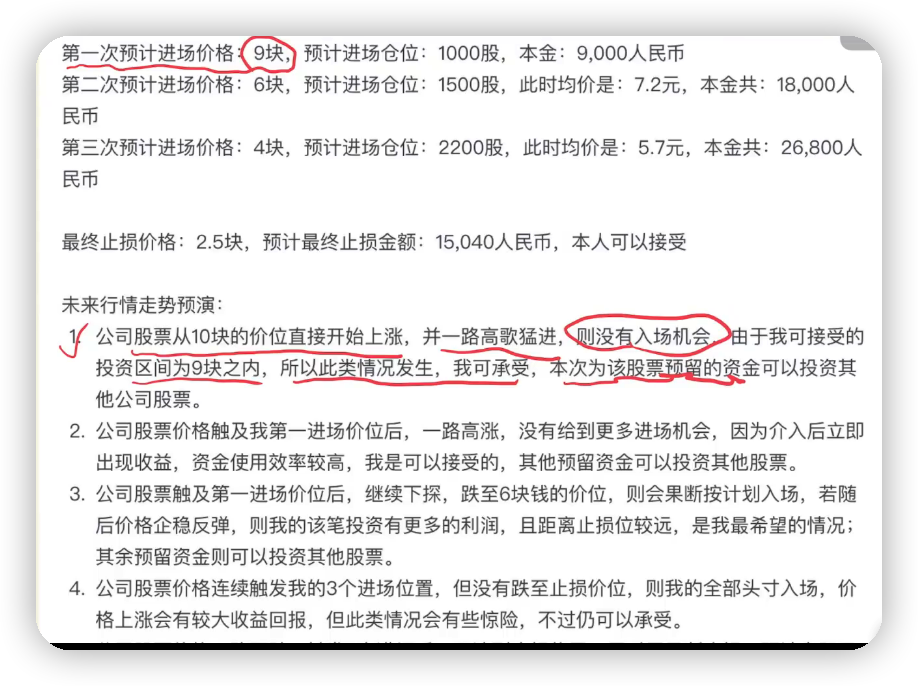 第一次预计进场价格：9块，预计进场仓位：1000股，本金：9,000人民币
第二次预计进场价格：6块，预计进场仓位：1500股，此时均价是：7.2元，本金共：18,000人
民币
第三次预计进场价格：4块，预计进场仓位：2200股，此时均价是：5.7元，本金共：26,800人
民币
最终止损价格：2.5块，预计最终止损金额：15,040人民币，本人可以接受
未来行情走势预演：
1. 公司股票从10块的价位直接开始上涨，并一路高歌猛进，则没有入场机会，由于我可接受的
投资区间为9块之内，所以此类情况发生，我可承受，本次为该股票预留的资金可以投资其
他公司股票。
2. 公司股票价格触及我第一进场价位后，一路高涨，没有给到更多进场机会，因为介入后立即
出现收益，资金使用效率较高，我是可以接受的，其他预留资金可以投资其他股票。
3. 公司股票触及第一进场价位后，继续下探，跌至6块钱的价位，则会果断按计划入场，若随
后价格企稳反弹，则我的该笔投资有更多的利润，且距离止损位较远，是我最希望的情况；
其余预留资金则可以投资其他股票。
4. 公司股票价格连续触发我的3个进场位置，但没有跌至止损价位，则我的全部头寸入场，价
格上涨会有较大收益回报，但此类情况会有些惊险，不过仍可以承受。